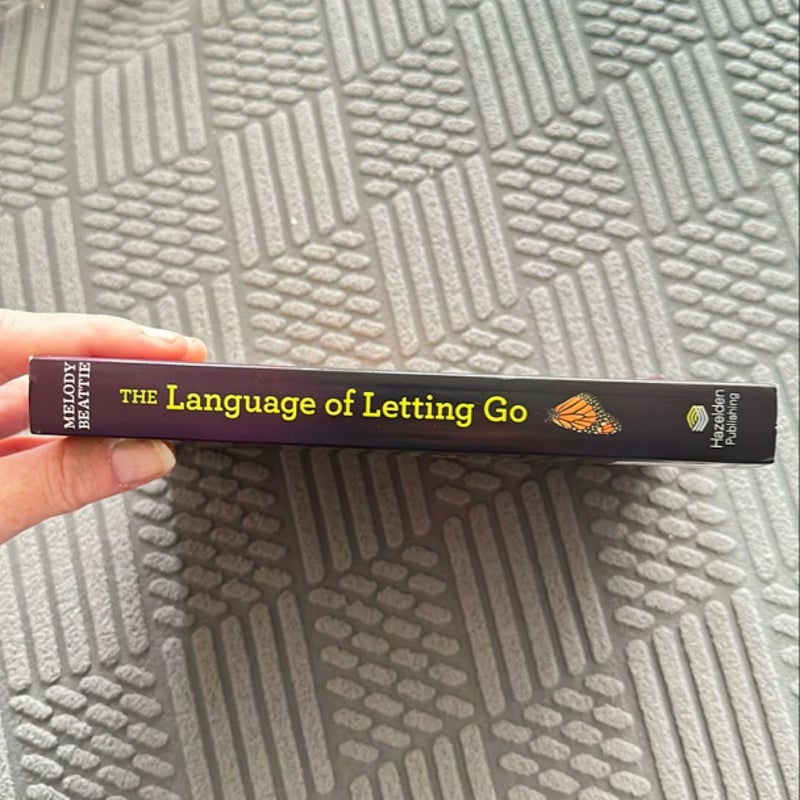 MELODY
BEATTIE
THE Language of Letting Go
Hazelden
Publishing